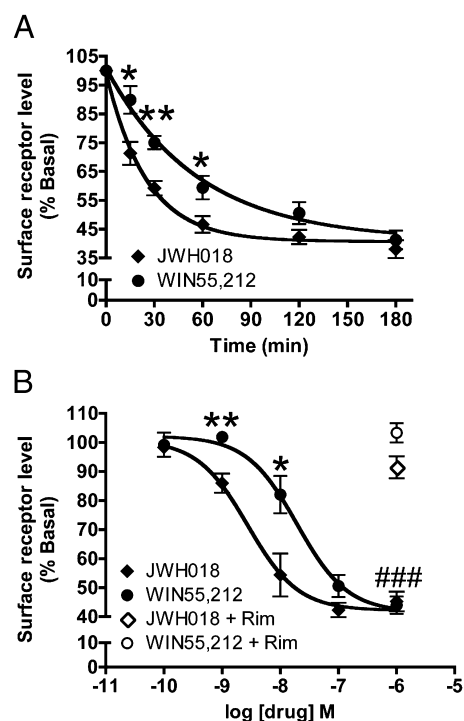 A
Surface receptor level
(% Basal)
105
95
85
75
65
55
45
35
10
0
*
**
*
JWH018
WIN55,212
0 30 60 90 120 150 180
Time (min)
B
Surface receptor level
(% Basal)
110
100
90
80
70
60
50
40
10
0
**
*
###
JWH018
WIN55,212
JWH018 + Rim
WIN55,212 + Rim
-11 -10 -9 -8 -7 -6 -5
log [drug] M